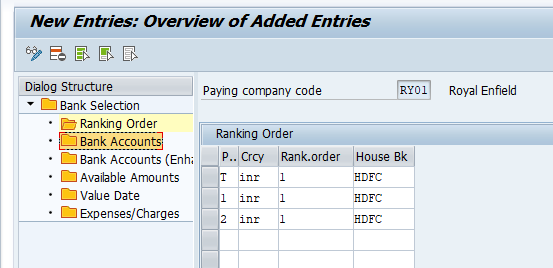 New Entries: Overview of Added Entries
Dialog Structure
Bank Selection
Ranking Order
Bank Accounts
Bank Accounts (Enha
Available Amounts
Value Date
Expenses/Charges
Paying company code RY01 Royal Enfield
Ranking Order
P.. Crcy Rank.order House Bk
T inr 1 HDFC
1 inr 1 HDFC
2 inr 1 HDFC